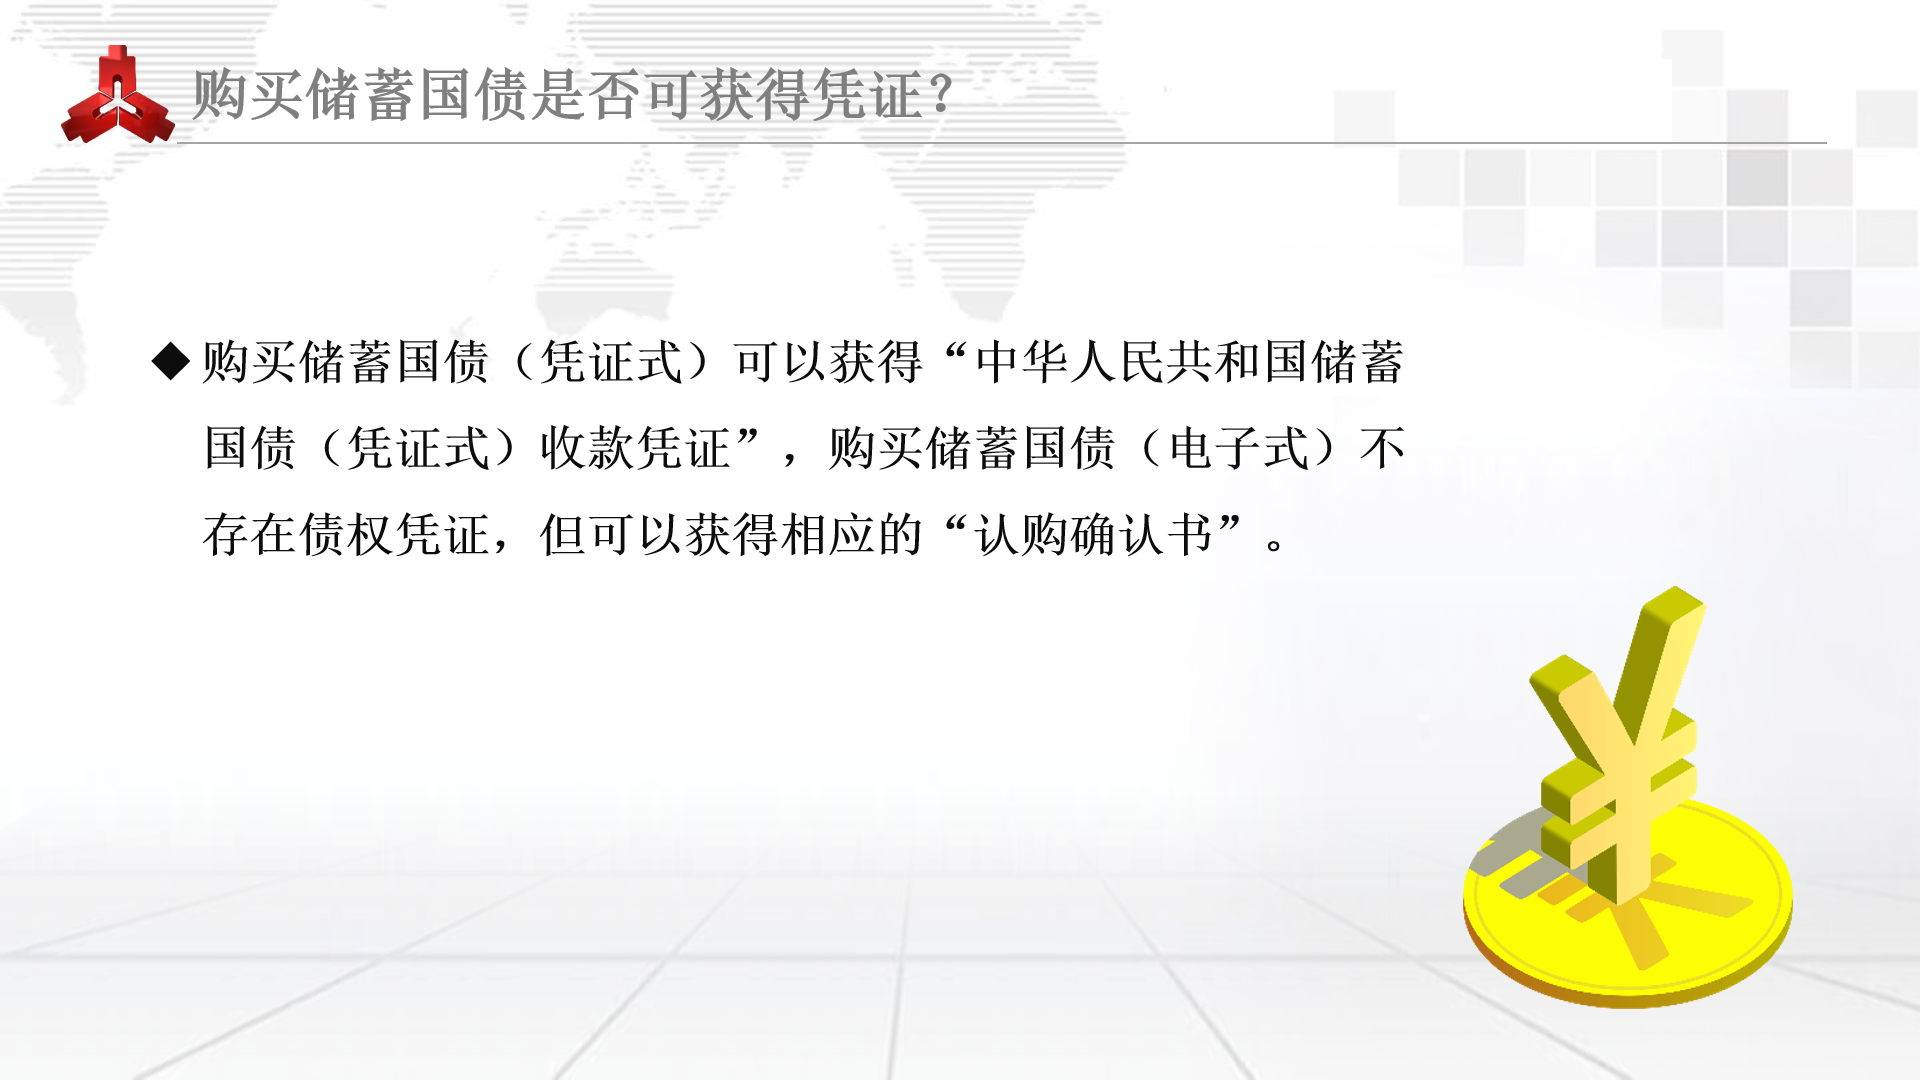 购买储蓄国债是否可获得凭证？
◆购买储蓄国债（凭证式）可以获得“中华人民共和国储蓄
国债（凭证式）收款凭证”，购买储蓄国债（电子式）不
存在债权凭证，但可以获得相应的“认购确认书”。